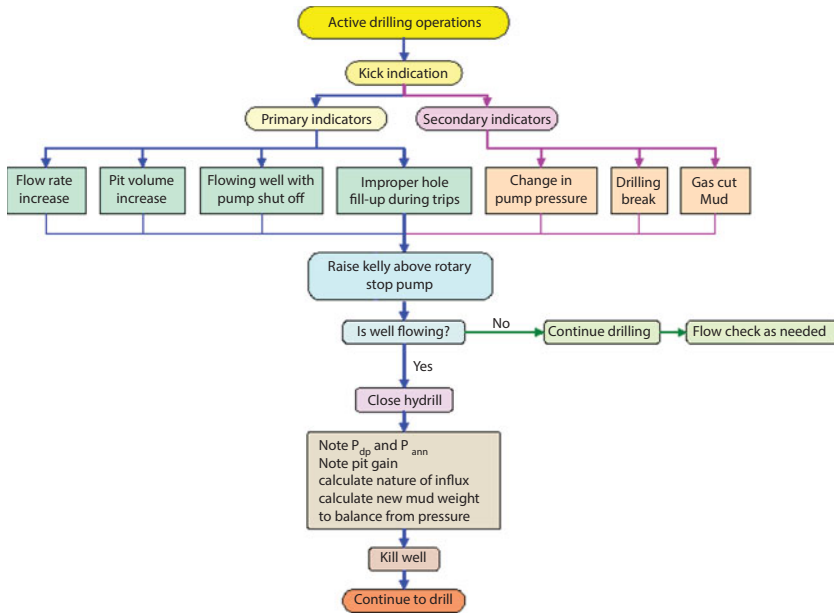 Active drilling operations
Kick indication
Primary indicators
Secondary indicators
Flow rate
increase
Pit volume
increase
Flowing well with
pump shut off
Improper hole
fill-up during trips
Change in
pump pressure
Drilling
break
Gas cut
Mud
Raise kelly above rotary
stop pump
Is well flowing?
No
Continue drilling
Flow check as needed
Yes
Close hydrill
Note P_dp and P_ann
Note pit gain
calculate nature of influx
calculate new mud weight
to balance from pressure
Kill well
Continue to drill